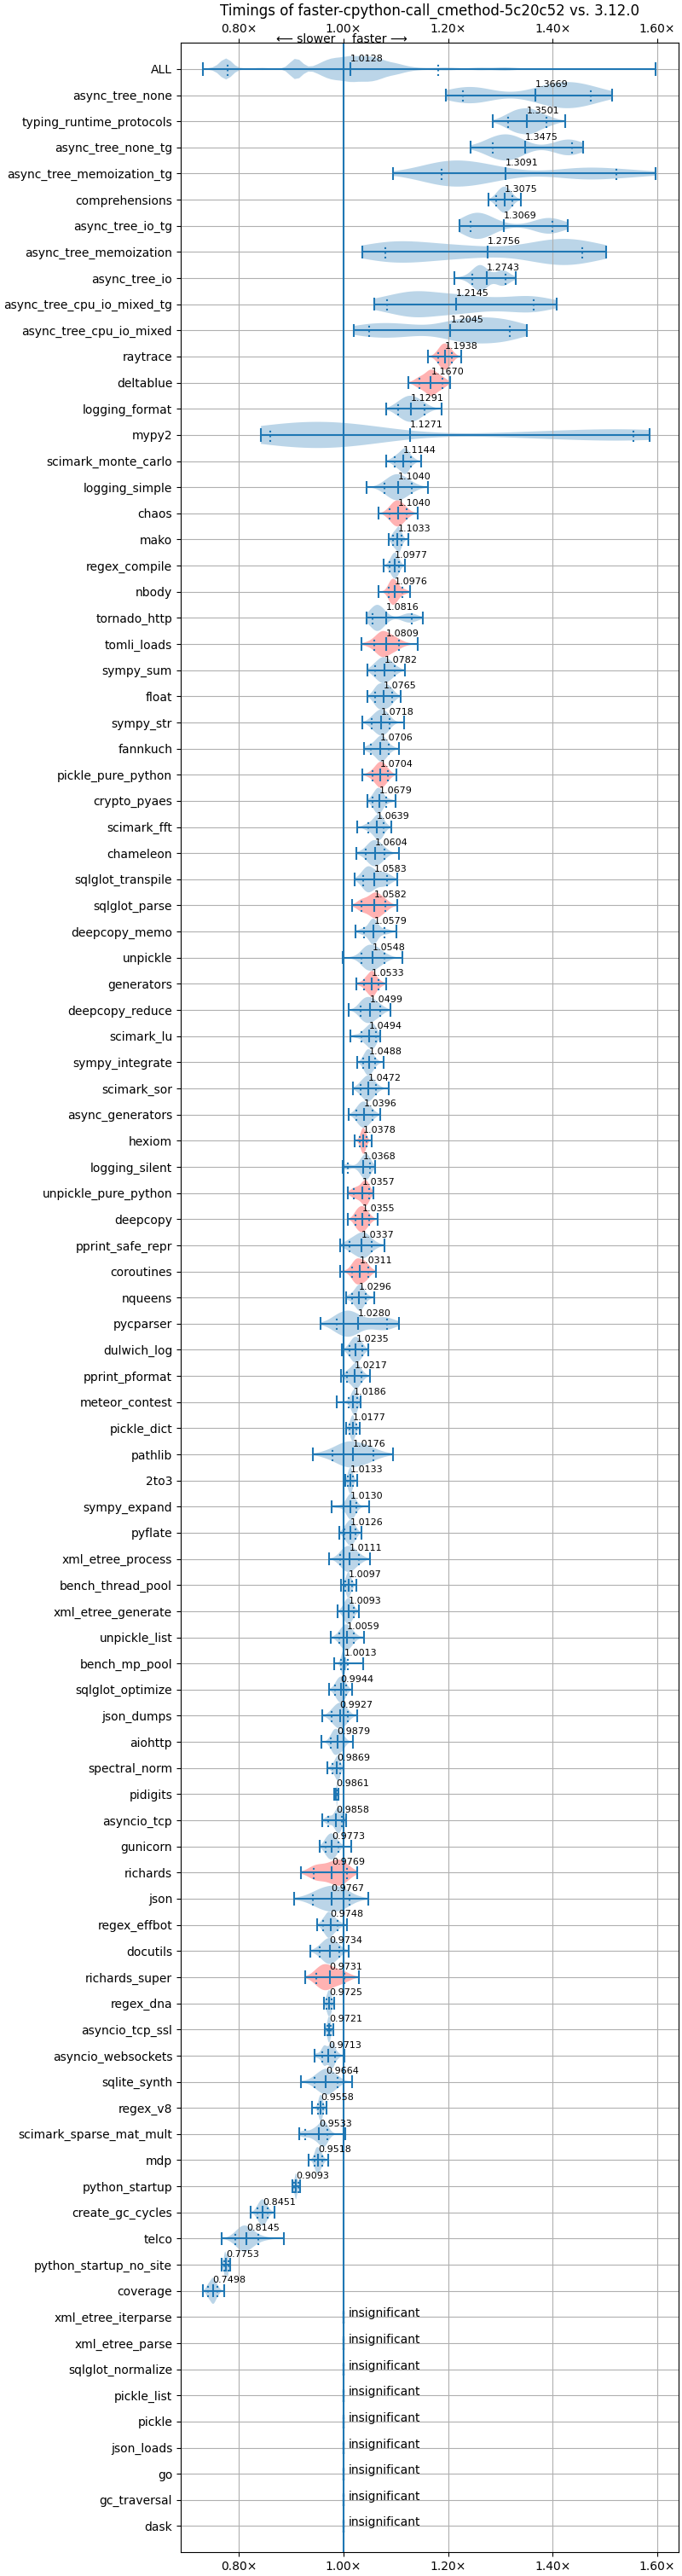 Timings of faster-cpython-call_cmethod-5c20c52 vs. 3.12.0
0.80× 1.00× 1.20× 1.40× 1.60×
⟵ slower faster ⟶
ALL 1.0128
async_tree_none 1.3669
typing_runtime_protocols 1.3501
async_tree_none_tg 1.3475
async_tree_memoization_tg 1.3091
comprehensions 1.3075
async_tree_io_tg 1.3069
async_tree_memoization 1.2756
async_tree_io 1.2743
async_tree_cpu_io_mixed_tg 1.2145
async_tree_cpu_io_mixed 1.2045
raytrace 1.1938
deltablue 1.1670
logging_format 1.1291
mypy2 1.1271
scimark_monte_carlo 1.1144
logging_simple 1.1040
chaos 1.1040
mako 1.1033
regex_compile 1.0977
nbody 1.0976
tornado_http 1.0816
tomli_loads 1.0809
sympy_sum 1.0782
float 1.0765
sympy_str 1.0718
fannkuch 1.0706
pickle_pure_python 1.0704
crypto_pyaes 1.0679
scimark_fft 1.0639
chameleon 1.0604
sqlglot_transpile 1.0583
sqlglot_parse 1.0582
deepcopy_memo 1.0579
unpickle 1.0548
generators 1.0533
deepcopy_reduce 1.0499
scimark_lu 1.0494
sympy_integrate 1.0488
scimark_sor 1.0472
async_generators 1.0396
hexiom 1.0378
logging_silent 1.0368
unpickle_pure_python 1.0357
deepcopy 1.0355
pprint_safe_repr 1.0337
coroutines 1.0311
nqueens 1.0296
pycparser 1.0280
dulwich_log 1.0235
pprint_pformat 1.0217
meteor_contest 1.0186
pickle_dict 1.0177
pathlib 1.0176
2to3 1.0133
sympy_expand 1.0130
pyflate 1.0126
xml_etree_process 1.0111
bench_thread_pool 1.0097
xml_etree_generate 1.0093
unpickle_list 1.0059
bench_mp_pool 1.0013
sqlglot_optimize 0.9944
json_dumps 0.9927
aiohttp 0.9879
spectral_norm 0.9869
pidigits 0.9861
asyncio_tcp 0.9858
gunicorn 0.9773
richards 0.9769
json 0.9767
regex_effbot 0.9748
docutils 0.9734
richards_super 0.9731
regex_dna 0.9725
asyncio_tcp_ssl 0.9721
asyncio_websockets 0.9713
sqlite_synth 0.9664
regex_v8 0.9558
scimark_sparse_mat_mult 0.9533
mdp 0.9518
python_startup 0.9093
create_gc_cycles 0.8451
telco 0.8145
python_startup_no_site 0.7753
coverage 0.7498
xml_etree_iterparse insignificant
xml_etree_parse insignificant
sqlglot_normalize insignificant
pickle_list insignificant
pickle insignificant
json_loads insignificant
go insignificant
gc_traversal insignificant
dask insignificant
0.80× 1.00× 1.20× 1.40× 1.60×